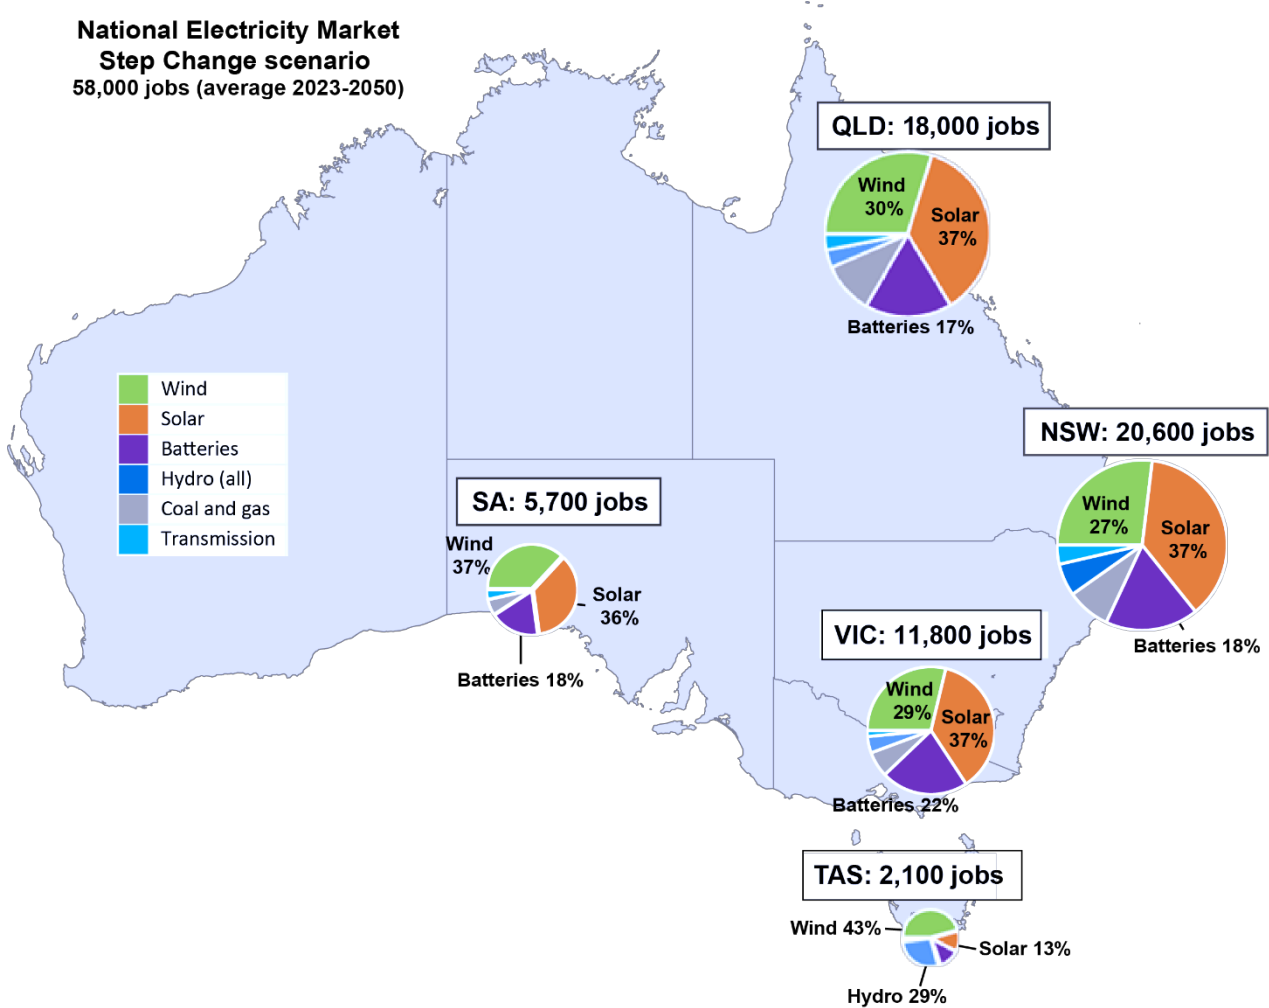 National Electricity Market
Step Change scenario
58,000 jobs (average 2023-2050)
QLD: 18,000 jobs
Wind
30%
Solar
37%
Batteries 17%
Wind
Solar
Batteries
Hydro (all)
Coal and gas
Transmission
NSW: 20,600 jobs
Wind
27%
Solar
37%
Batteries 18%
SA: 5,700 jobs
Wind
37%
Solar
36%
Batteries 18%
VIC: 11,800 jobs
Wind
29%
Solar
37%
Batteries 22%
TAS: 2,100 jobs
Wind 43%
Solar 13%
Hydro 29%